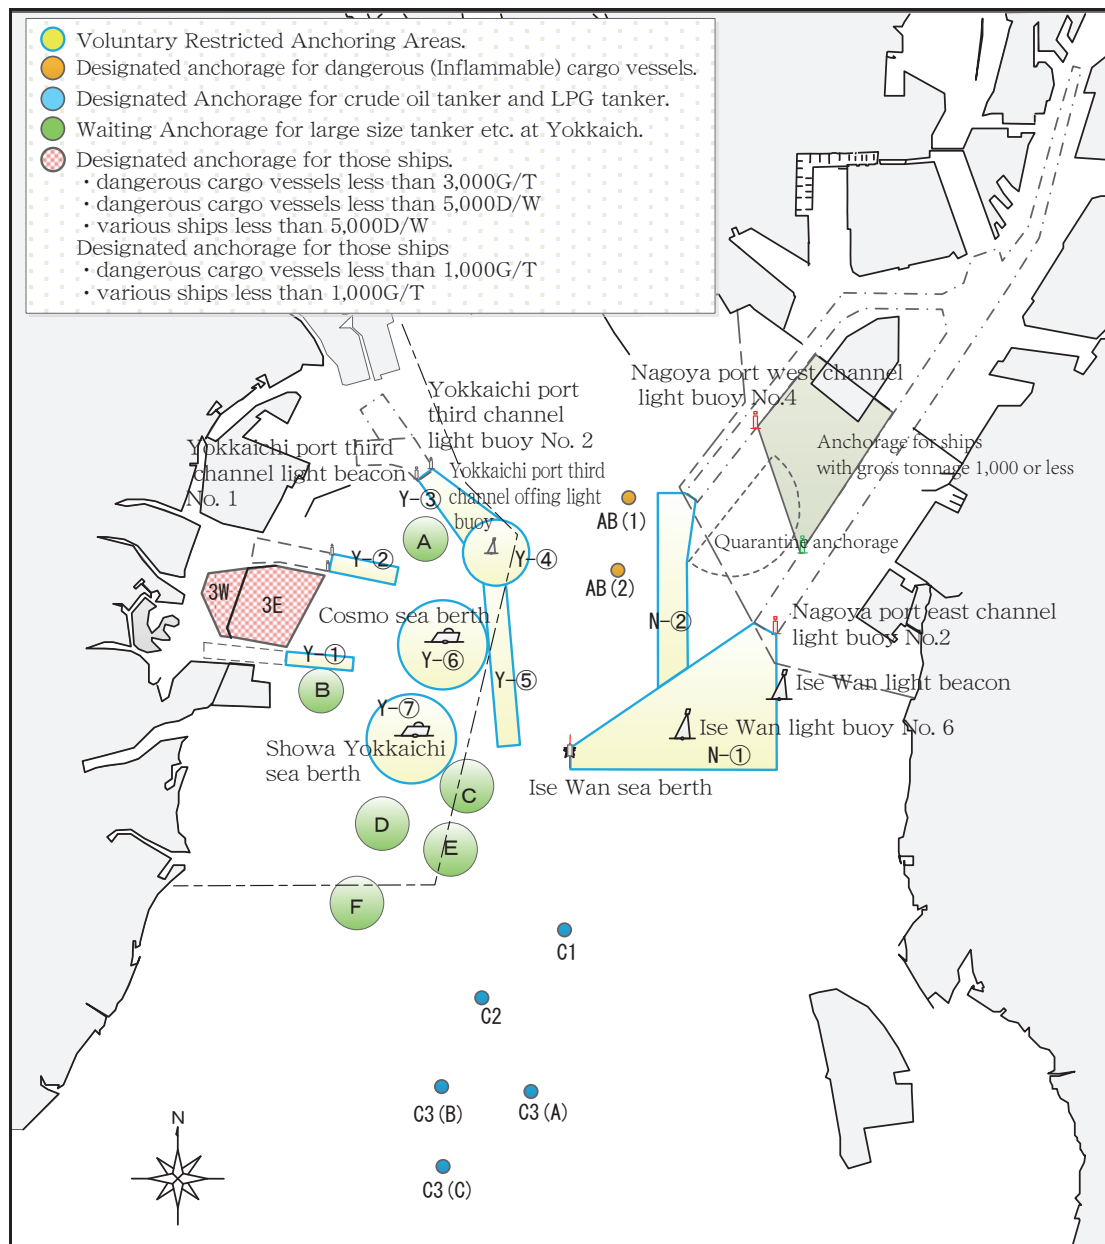 Voluntary Restricted Anchoring Areas.
Designated anchorage for dangerous (Inflammable) cargo vessels.
Designated Anchorage for crude oil tanker and LPG tanker.
Waiting Anchorage for large size tanker etc. at Yokkaich.
Designated anchorage for those ships.
・dangerous cargo vessels less than 3,000G/T
・dangerous cargo vessels less than 5,000D/W
・various ships less than 5,000D/W
Designated anchorage for those ships
・dangerous cargo vessels less than 1,000G/T
・various ships less than 1,000G/T
Nagoya port west channel
light buoy No.4
Yokkaichi port
third channel
light buoy No. 2
Yokkaichi port third
channel light beacon
No. 1
Anchorage for ships
with gross tonnage 1,000 or less
Yokkaichi port third
channel offing light
buoy
Y-③
A
AB(1)
Quarantine anchorage
Y-②
Y-④
AB(2)
3W
3E
Cosmo sea berth
N-②
Nagoya port east channel
light buoy No.2
Y-①
Y-⑥
Y-⑤
Ise Wan light beacon
B
Y-⑦
Ise Wan light buoy No. 6
Showa Yokkaichi
sea berth
N-①
Ise Wan sea berth
C
D
E
F
C1
C2
C3(B)
C3(A)
N
C3(C)